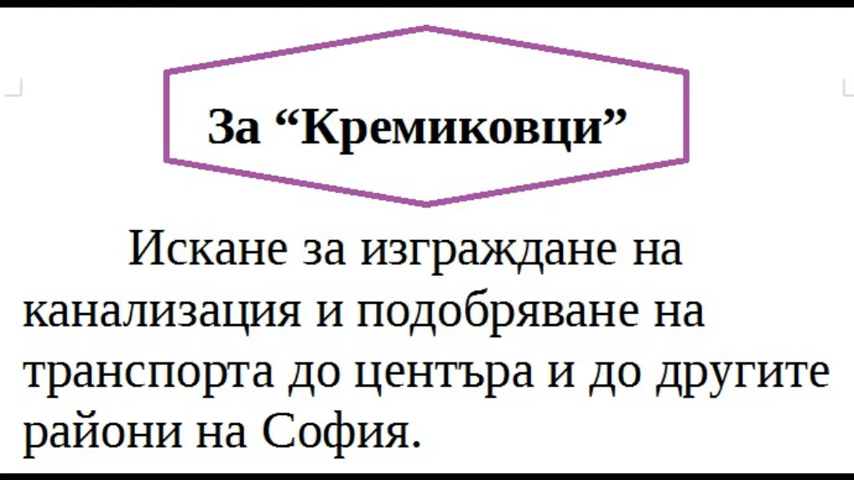 За “Кремиковци”
Искане за изграждане на
канализация и подобряване на
транспорта до центъра и до другите
райони на София.